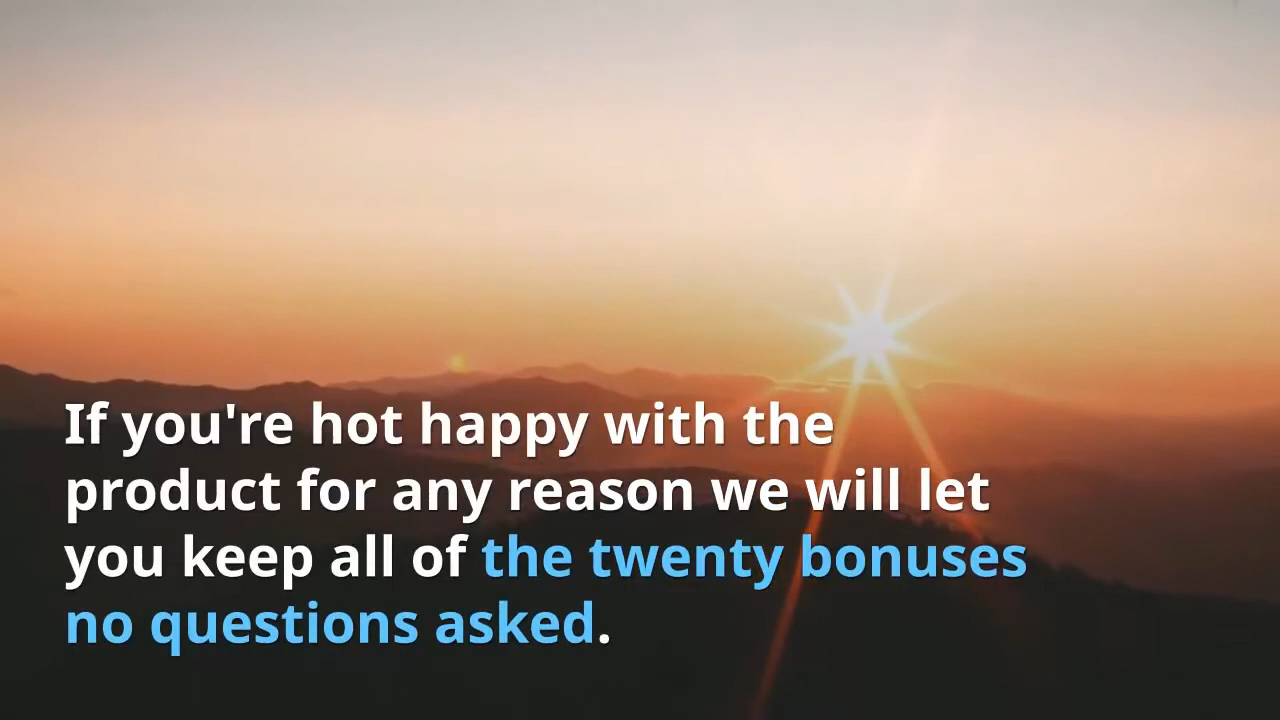 If you're hot happy with the
product for any reason we will let
you keep all of the twenty bonuses
no questions asked.